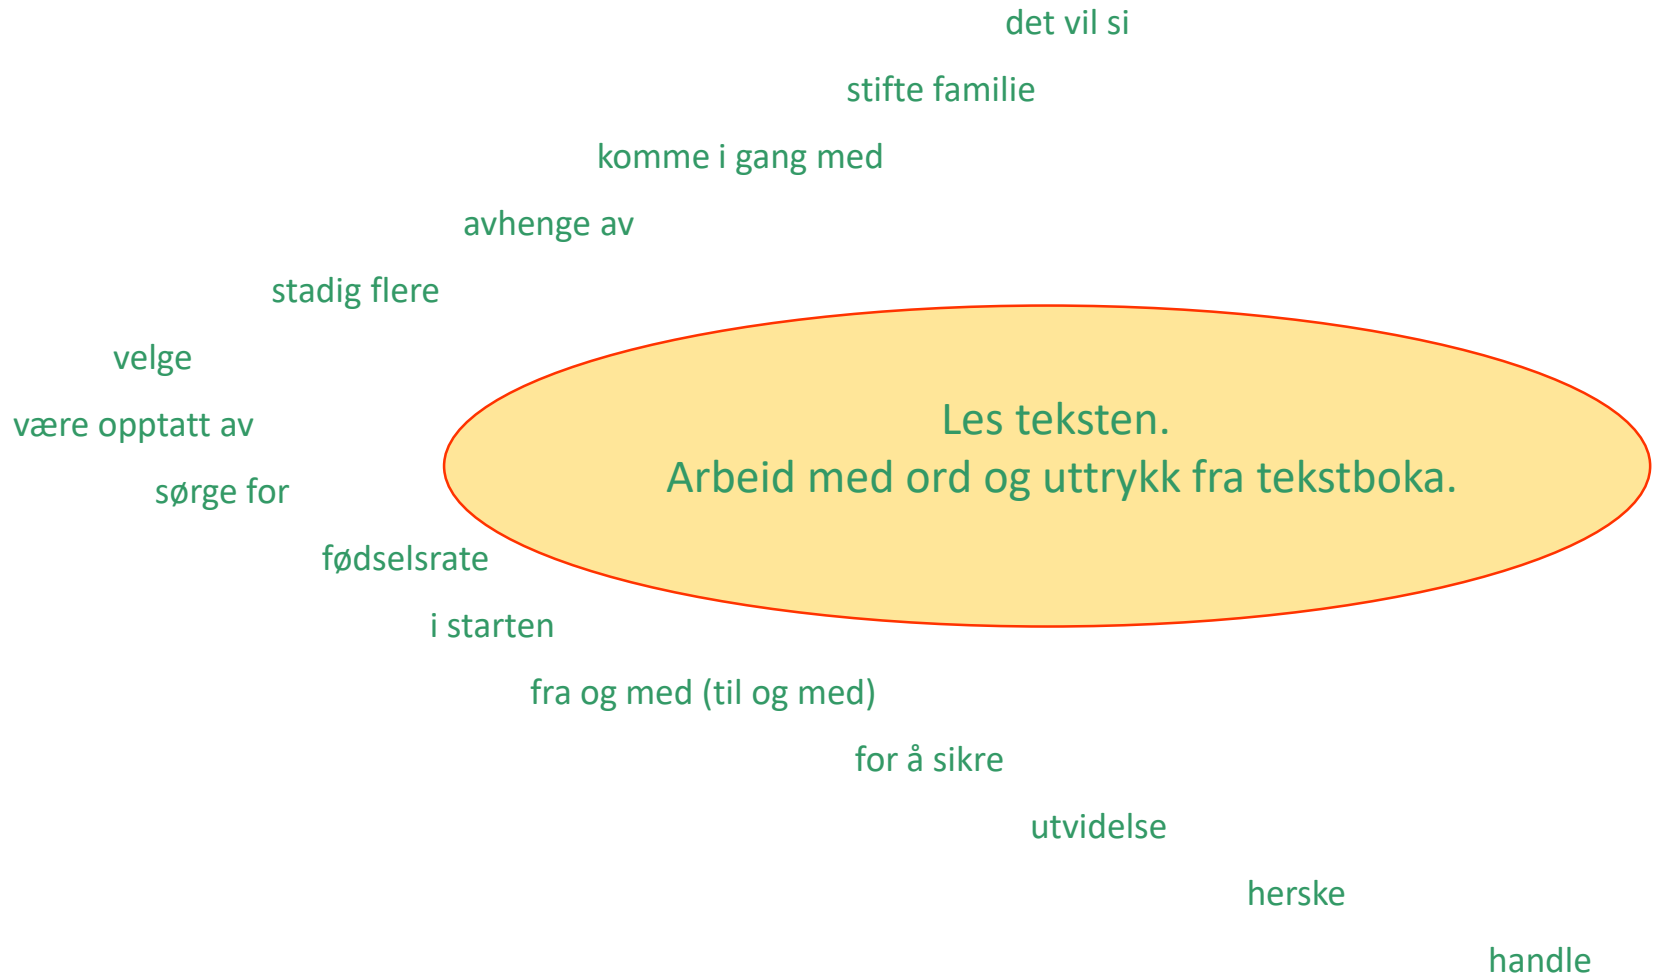 det vil si
stifte familie
komme i gang med
avhenge av
stadig flere
velge
være opptatt av
sørge for
fødselsrate
i starten
fra og med (til og med)
for å sikre
utvidelse
herske
handle
Les teksten.
Arbeid med ord og uttrykk fra tekstboka.